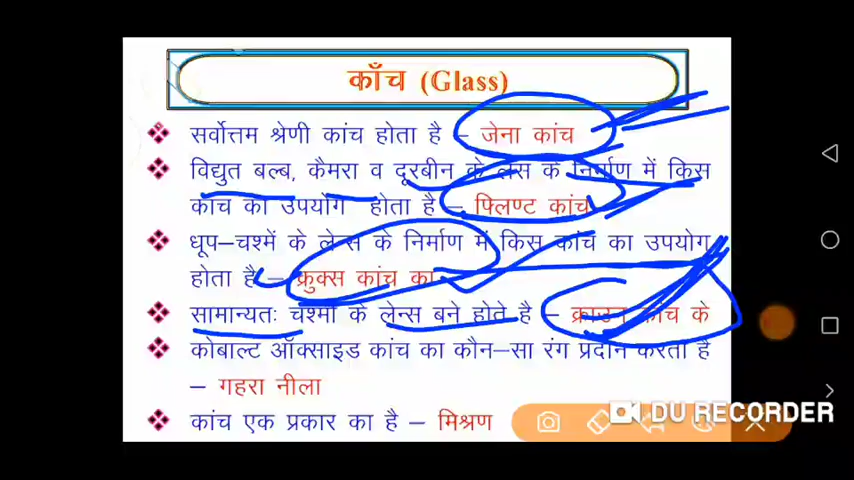 काँच (Glass)
सर्वोत्तम श्रेणी कांच होता है – जेना कांच
विद्युत बल्ब, कैमरा व दूरबीन के लेंस के निर्माण में किस
कांच का उपयोग होता है – फ्लिण्ट कांच
धूप–चश्में के लेन्स के निर्माण में किस कांच का उपयोग
होता है – क्रुक्स कांच का
सामान्यतः चश्मों के लेन्स बने होते है – क्राउन कांच के
कोबाल्ट ऑक्साइड कांच का कौन–सा रंग प्रदान करता है
– गहरा नीला
कांच एक प्रकार का है – मिश्रण
DU RECORDER